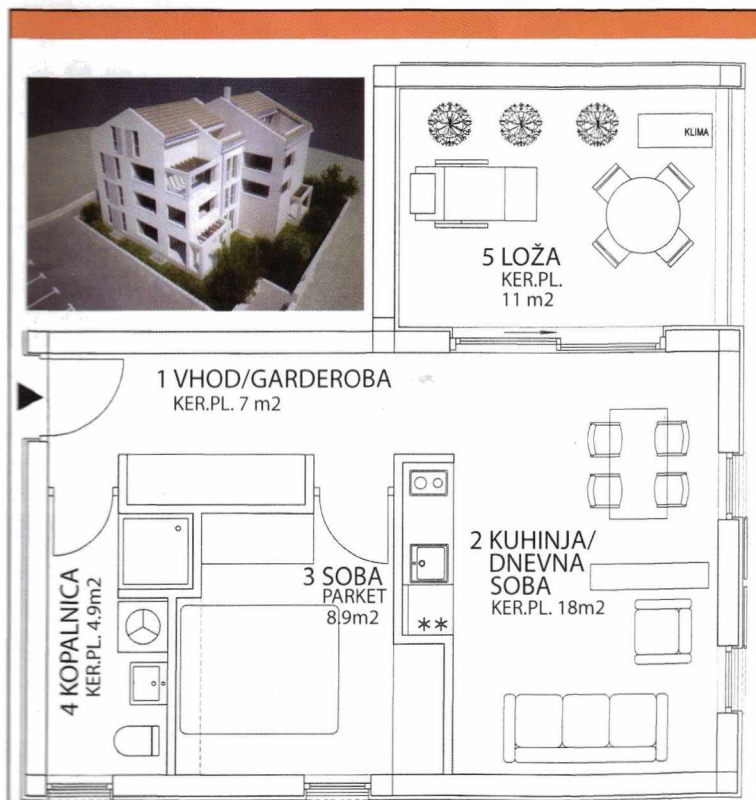 KLIMA
5 LOŽA
KER.PL.
11 m2
1 VHOD/GARDEROBA
KER.PL. 7 m2
2 KUHINJA/
DNEVNA
SOBA
KER.PL. 18m2
3 SOBA
PARKET
8.9m2
**
4 KOPALNICA
KER.PL. 4.9m2